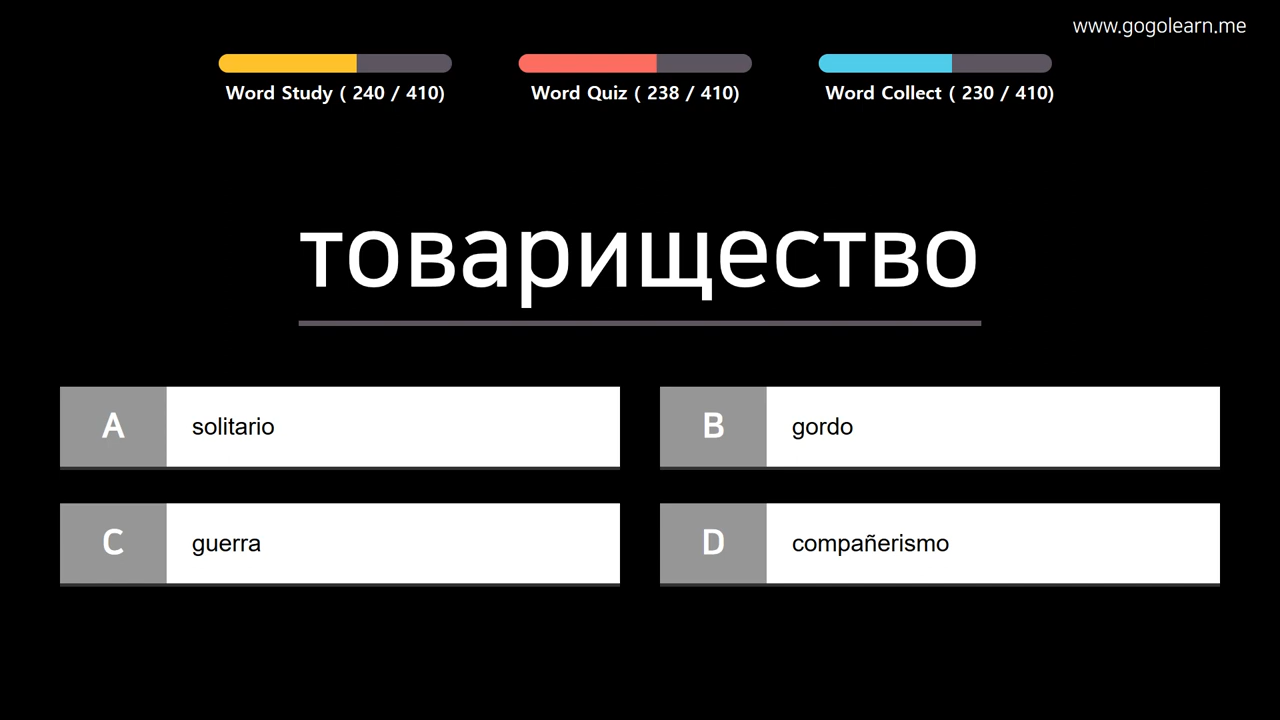 www.gogolearn.me
Word Study ( 240 / 410)
Word Quiz ( 238 / 410)
Word Collect ( 230 / 410)
товарищество
A solitario
B gordo
C guerra
D compañerismo